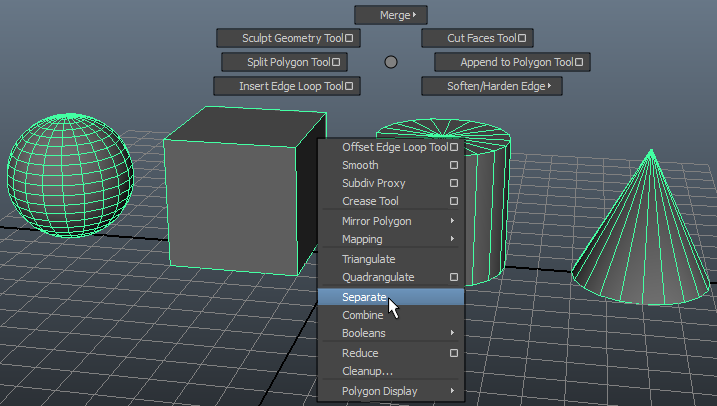 Merge
Sculpt Geometry Tool
Cut Faces Tool
Split Polygon Tool
Append to Polygon Tool
Insert Edge Loop Tool
Soften/Harden Edge
Offset Edge Loop Tool
Smooth
Subdiv Proxy
Crease Tool
Mirror Polygon
Mapping
Triangulate
Quadrangulate
Separate
Combine
Booleans
Reduce
Cleanup...
Polygon Display